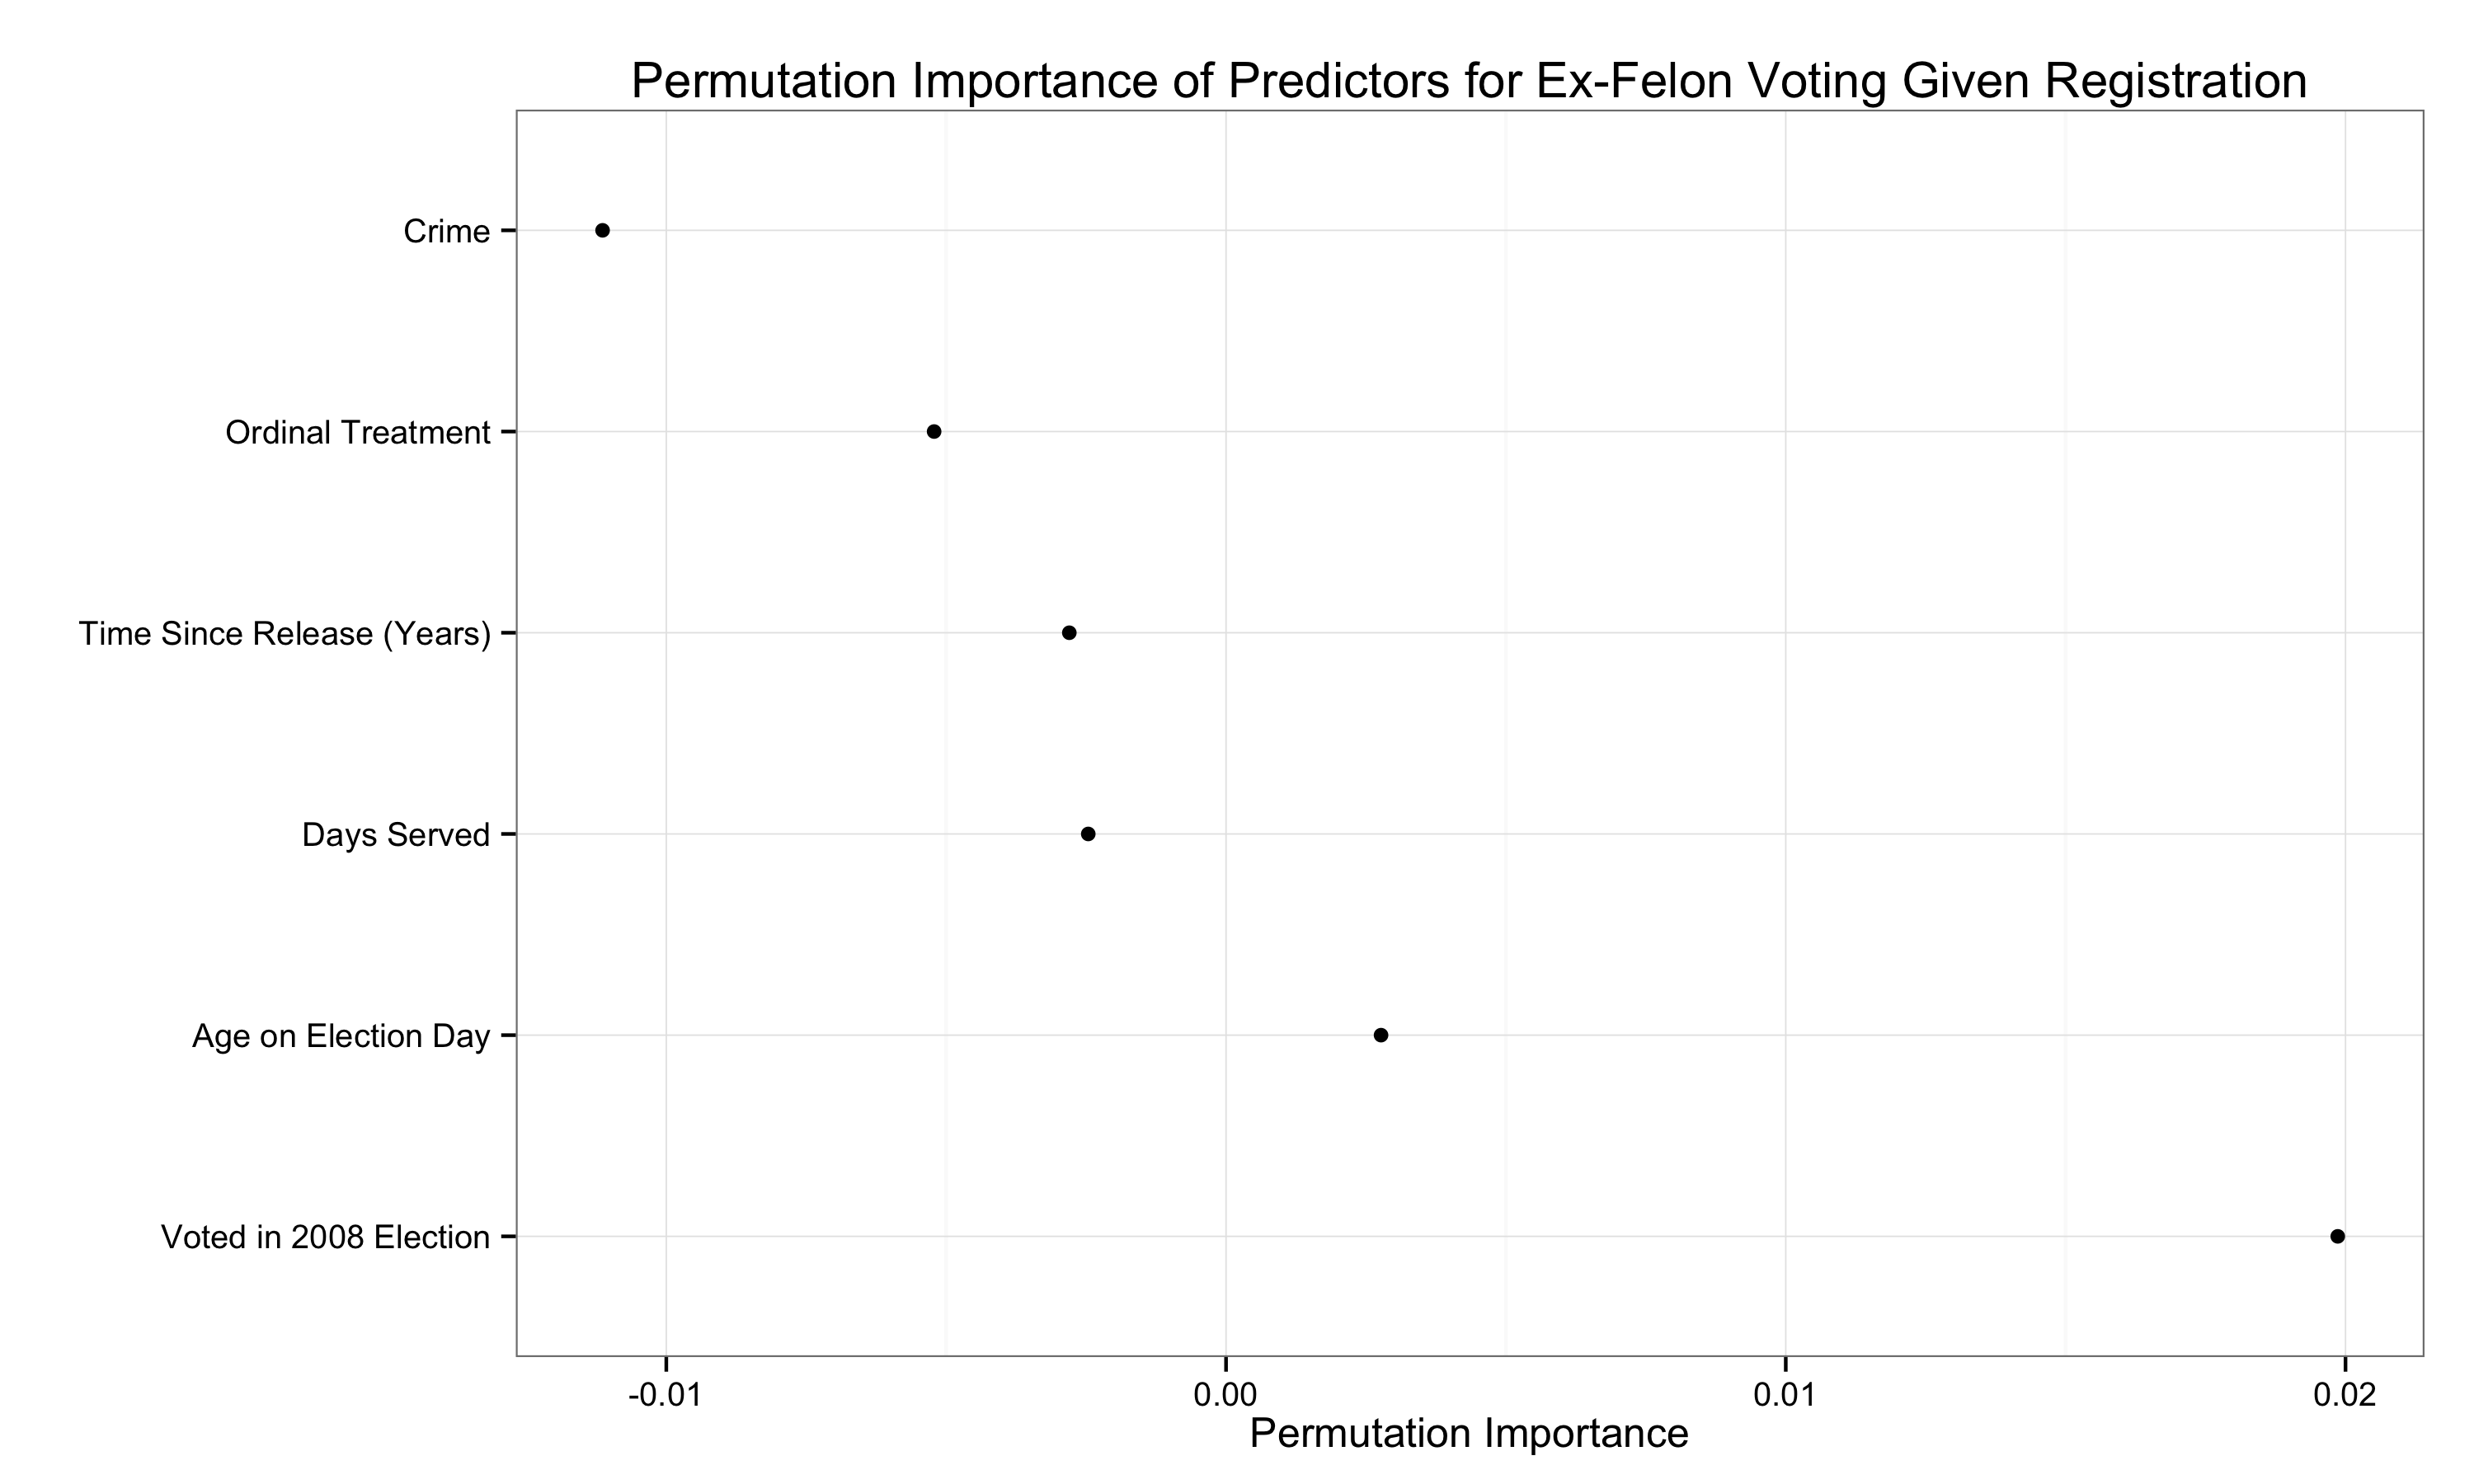 Permutation Importance of Predictors for Ex-Felon Voting Given Registration
Crime
Ordinal Treatment
Time Since Release (Years)
Days Served
Age on Election Day
Voted in 2008 Election
-0.01 0.00 0.01 0.02
Permutation Importance